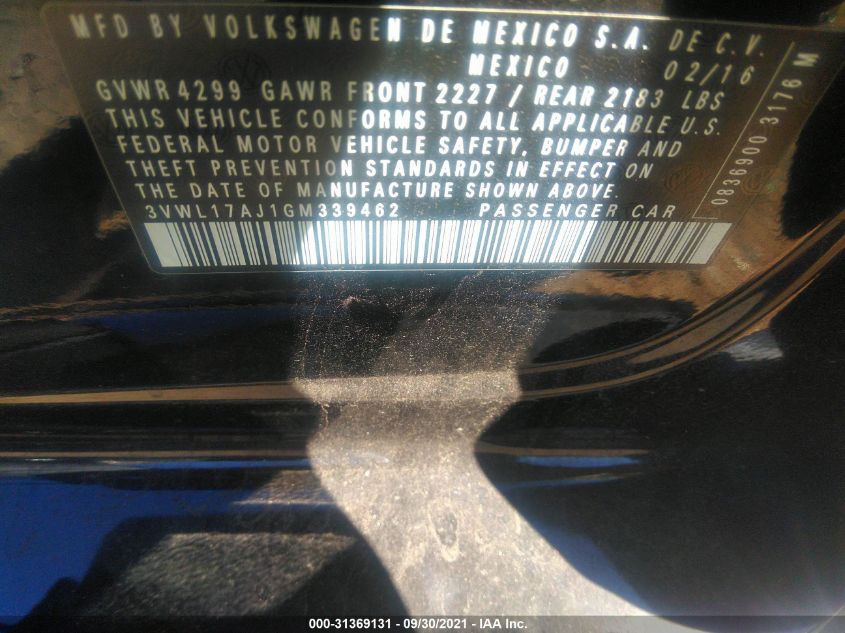 MFD BY VOLKSWAGEN DE MEXICO S.A. DE C.V.
MEXICO 02/16
GVWR 4299 GAWR FRONT 2227 / REAR 2183 LBS
THIS VEHICLE CONFORMS TO ALL APPLICABLE U.S.
FEDERAL MOTOR VEHICLE SAFETY, BUMPER AND
THEFT PREVENTION STANDARDS IN EFFECT ON
THE DATE OF MANUFACTURE SHOWN ABOVE.
3VWL17AJ1GM339462 PASSENGER CAR
0836900 3176 M
000-31369131 - 09/30/2021 - IAA Inc.